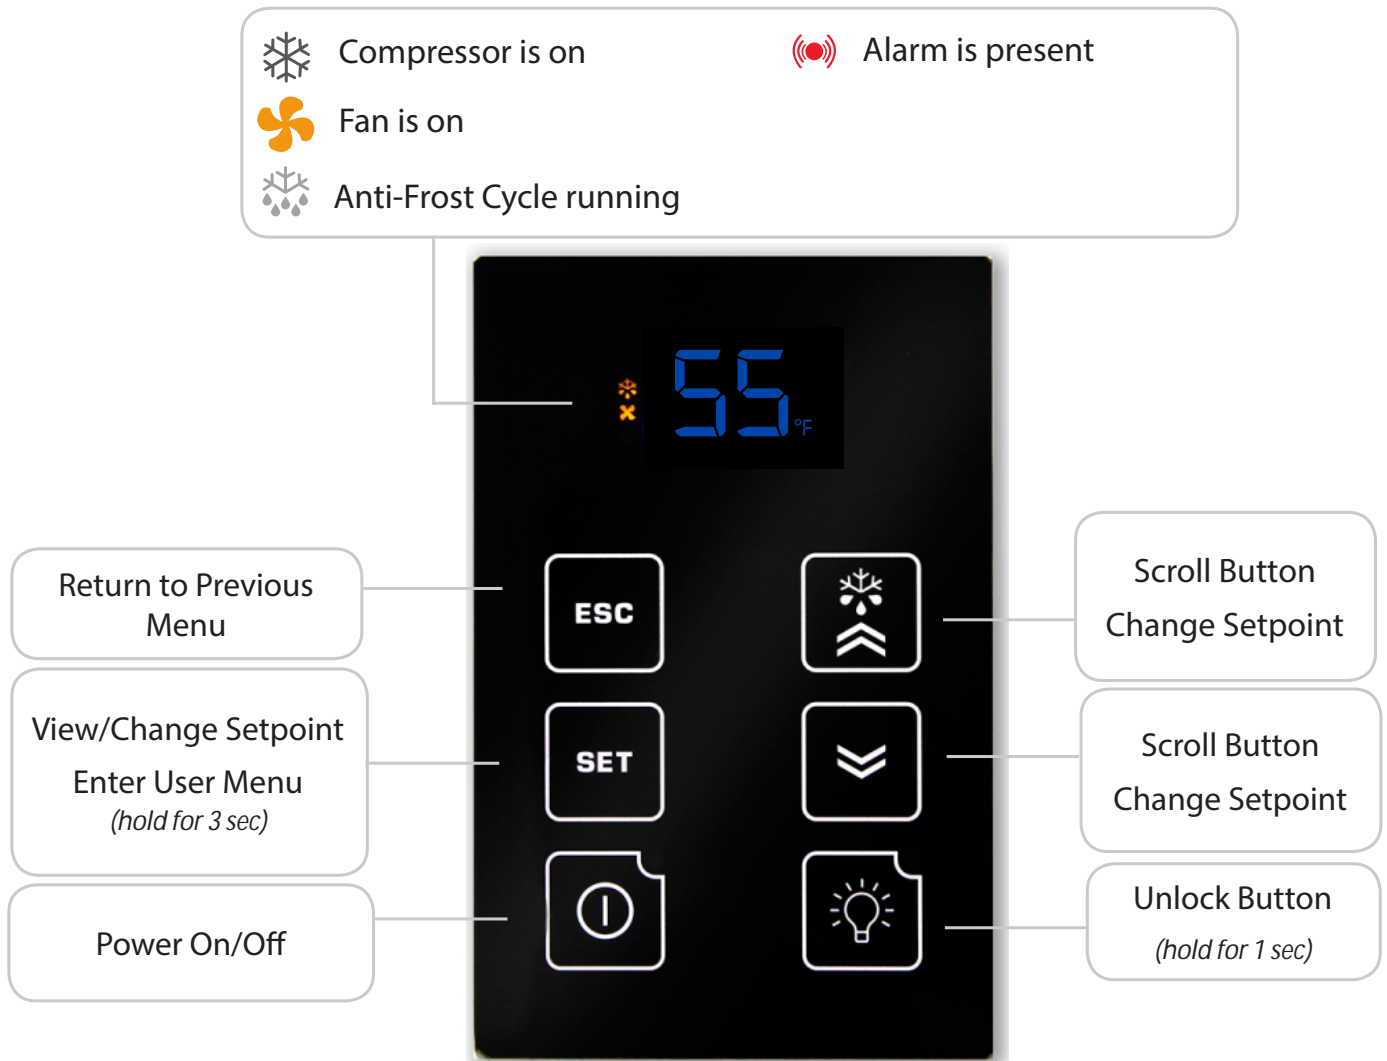 Compressor is on
Alarm is present
Fan is on
Anti-Frost Cycle running
55 °F
Return to Previous
Menu
ESC
Scroll Button
Change Setpoint
View/Change Setpoint
Enter User Menu
(hold for 3 sec)
SET
Scroll Button
Change Setpoint
Power On/Off
Unlock Button
(hold for 1 sec)